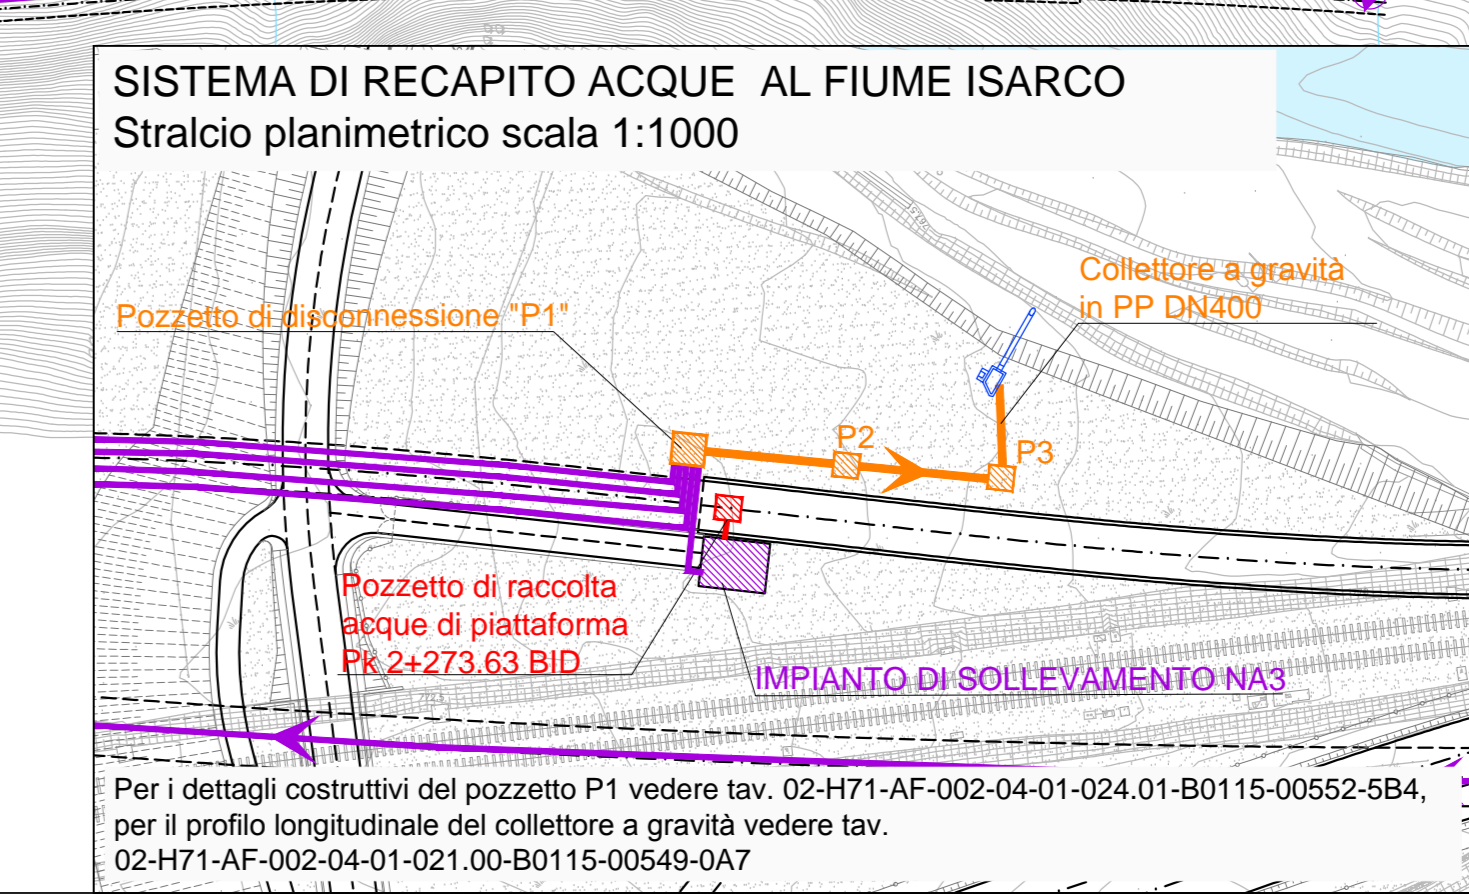 SISTEMA DI RECAPITO ACQUE AL FIUME ISARCO
Stralcio planimetrico scala 1:1000
Collettore a gravità
in PP DN400
Pozzetto di disconnessione "P1"
P2
P3
Pozzetto di raccolta
acque di piattaforma
Pk 2+273.63 BID
IMPIANTO DI SOLLEVAMENTO NA3
Per i dettagli costruttivi del pozzetto P1 vedere tav. 02-H71-AF-002-04-01-024.01-B0115-00552-5B4,
per il profilo longitudinale del collettore a gravità vedere tav.
02-H71-AF-002-04-01-021.00-B0115-00549-0A7